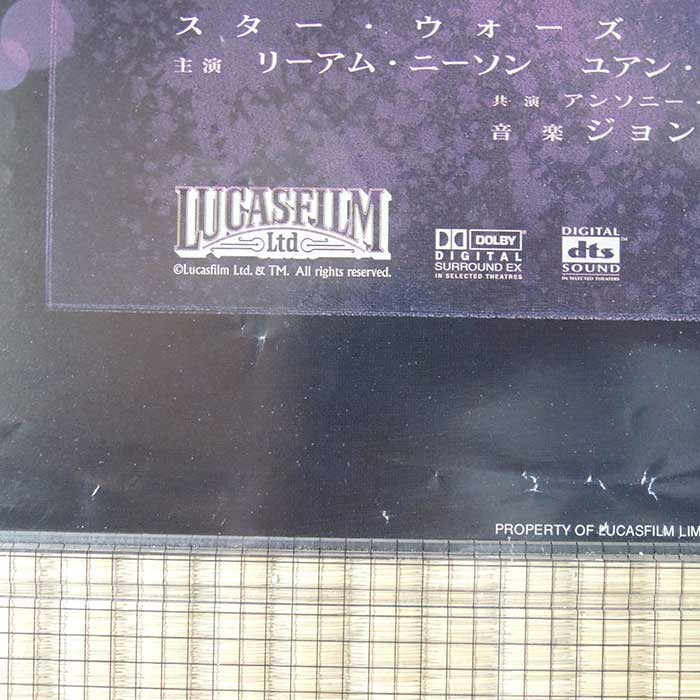 スター・ウォーズ
主演 リーアム・ニーソン ユアン・
共演 アンソニー
音楽 ジョン
LUCASFILM
Ltd
©Lucasfilm Ltd. & TM. All rights reserved.
DOLBY
DIGITAL
SURROUND EX
IN SELECTED THEATRES
DIGITAL
dts™
SOUND
IN SELECTED THEATERS
PROPERTY OF LUCASFILM LIM